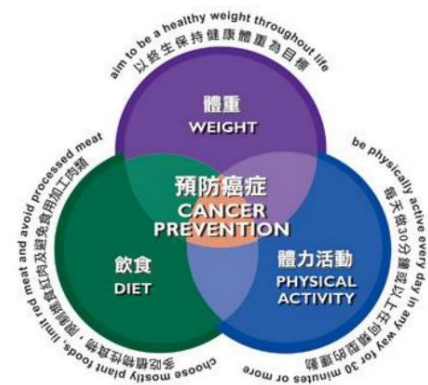 aim to be a healthy weight throughout life
以終生保持健康體重為目標
體重
WEIGHT
預防癌症
CANCER
PREVENTION
飲食
DIET
體力活動
PHYSICAL
ACTIVITY
choose mostly plant foods, limit red meat and avoid processed meat
多吃植物性食物，限制進食紅肉及避免食用加工肉類
be physically active every day in any way for 30 minutes or more
每天做30分鐘或以上任何類型的運動